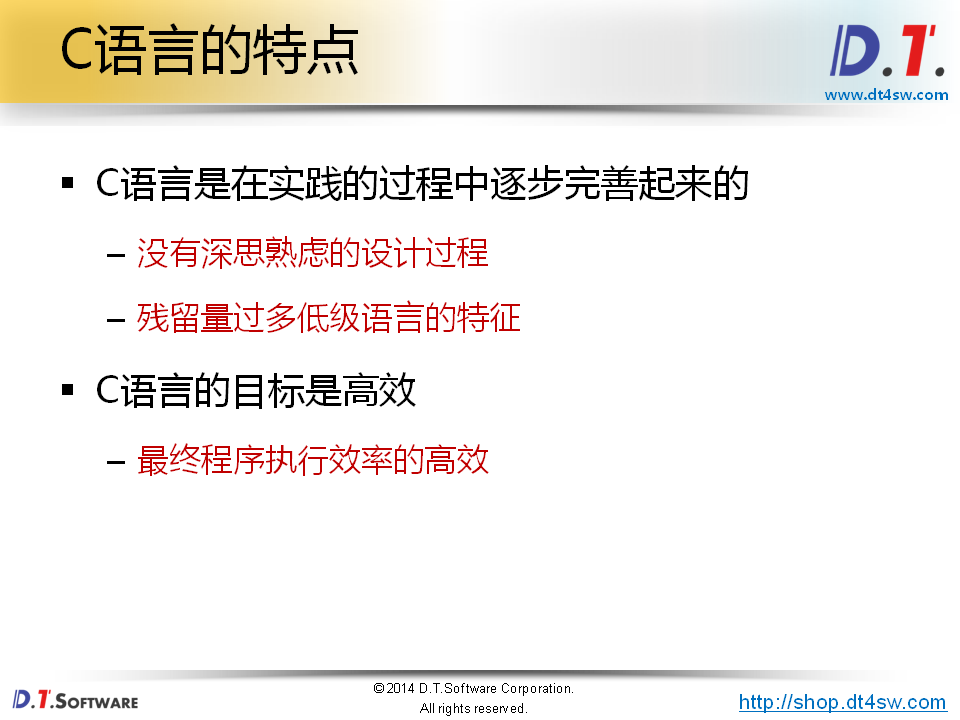 C语言的特点
D.T.
www.dt4sw.com
▪ C语言是在实践的过程中逐步完善起来的
– 没有深思熟虑的设计过程
– 残留量过多低级语言的特征
▪ C语言的目标是高效
– 最终程序执行效率的高效
D.T.SOFTWARE
©2014 D.T.Software Corporation.
All rights reserved.
http://shop.dt4sw.com